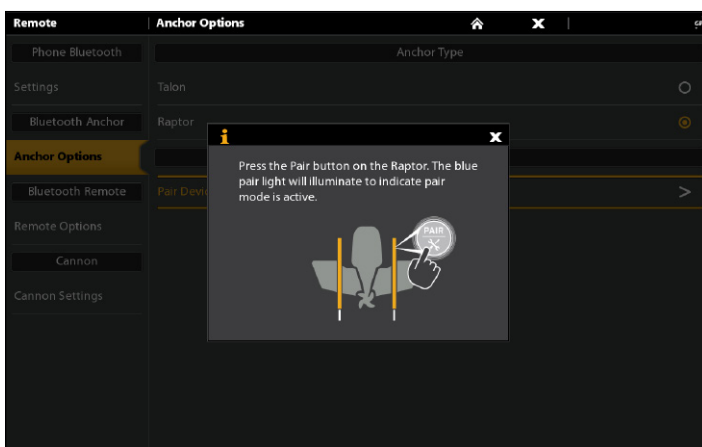 Remote
Anchor Options
X
Phone Bluetooth
Anchor Type
Settings
Talon
Bluetooth Anchor
Raptor
i
X
Anchor Options
Press the Pair button on the Raptor. The blue
pair light will illuminate to indicate pair
mode is active.
Bluetooth Remote
Pair Devic
>
PAIR
Remote Options
Cannon
Cannon Settings